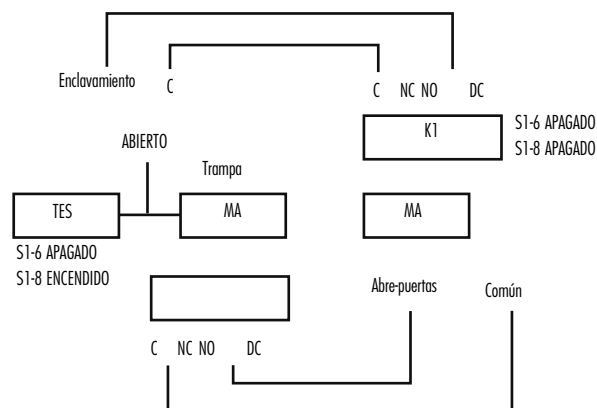 Enclavamiento
C
C NC NO DC
K1
S1-6 APAGADO
S1-8 APAGADO
ABIERTO
Trampa
TES
MA
MA
S1-6 APAGADO
S1-8 ENCENDIDO
Abre-puertas
Común
C NC NO DC